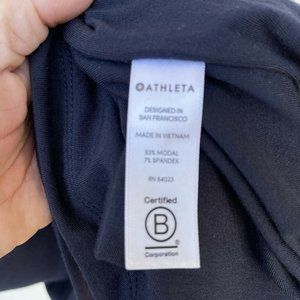 ATHLETA
DESIGNED IN
SAN FRANCISCO
MADE IN VIETNAM
93% MODAL
7% SPANDEX
RN 54023
Certified
B
Corporation